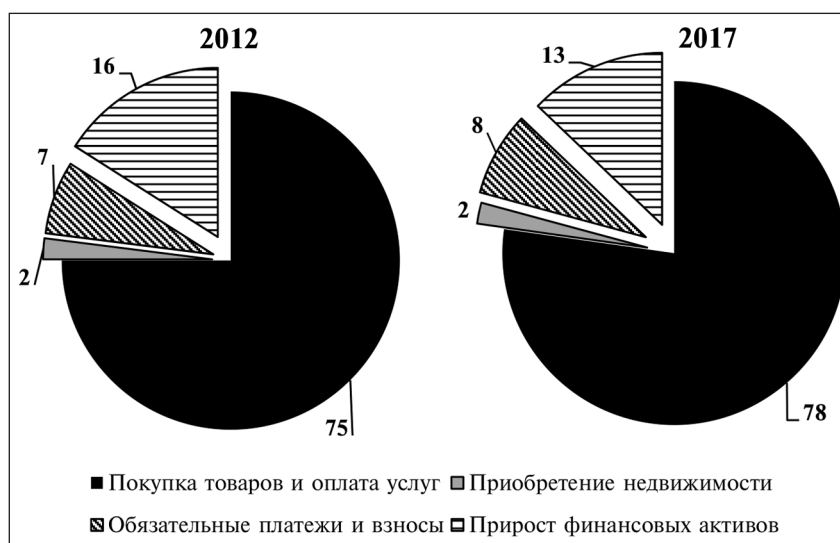 2012
16
7
2
75
2017
13
8
2
78
Покупка товаров и оплата услуг
Приобретение недвижимости
Обязательные платежи и взносы
Прирост финансовых активов